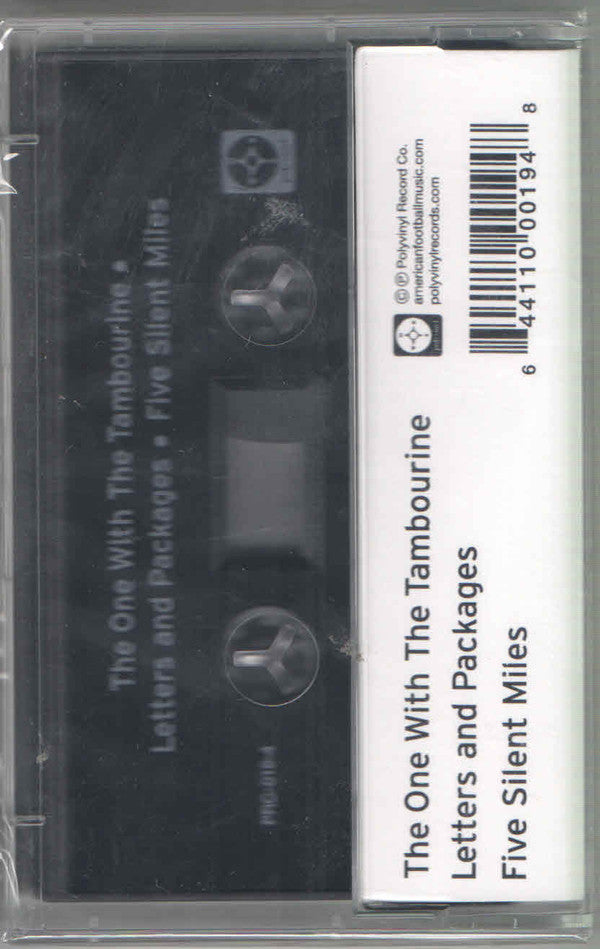 The One With The Tambourine •
Letters and Packages • Five Silent Miles
The One With The Tambourine
Letters and Packages
Five Silent Miles
© ℗ Polyvinyl Record Co.
americanfootballmusic.com
polyvinylrecords.com
6 44110 00194 8